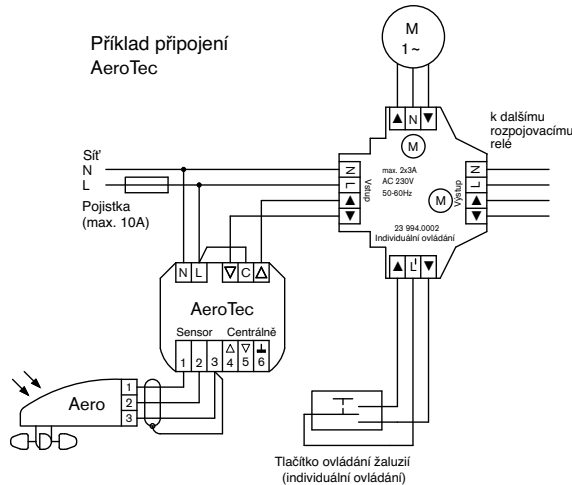 Příklad připojení
AeroTec
M
1~
▲ N ▼
M
k dalšímu
rozpojovacímu
relé
Síť
N
L
Pojistka
(max. 10A)
N
L
▲
▼
Vstup
max. 2x3A
AC 230V
50-60Hz
M
Výstup
N
L
▲
▼
23 994.0002
Individuální ovládání
▲ L' ▼
N L ▽ C △
AeroTec
Sensor Centrálně
△ ▽
1 2 3 4 5 6
Aero
1
2
3
Tlačítko ovládání žaluzií
(individuální ovládání)